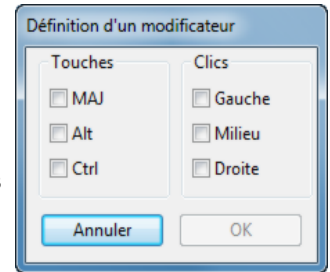 Définition d'un modificateur
Touches
Clics
MAJ
Gauche
Alt
Milieu
Ctrl
Droite
Annuler
OK